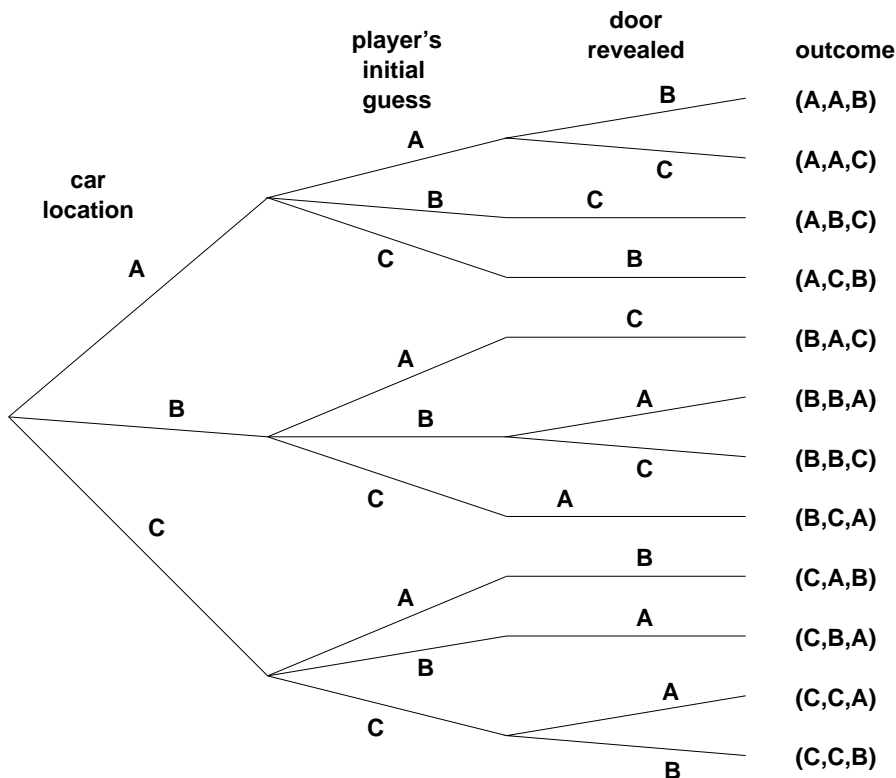 door
revealed
player's
initial
guess
outcome
car
location
A
B
C
A
B
C
B
C
C
B
(A,A,B)
(A,A,C)
(A,B,C)
(A,C,B)
A
B
C
C
A
C
A
(B,A,C)
(B,B,A)
(B,B,C)
(B,C,A)
A
B
C
B
A
A
B
(C,A,B)
(C,B,A)
(C,C,A)
(C,C,B)